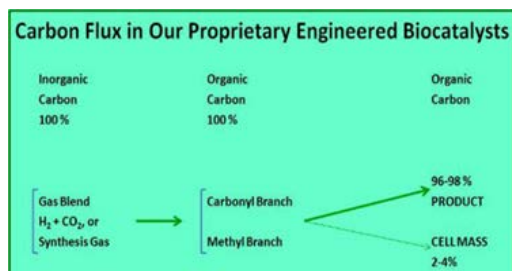 Carbon Flux in Our Proprietary Engineered Biocatalysts
Inorganic
Carbon
100 %
Organic
Carbon
100 %
Organic
Carbon
Gas Blend
H₂ + CO₂, or
Synthesis Gas
Carbonyl Branch
Methyl Branch
96-98 %
PRODUCT
CELL MASS
2-4%